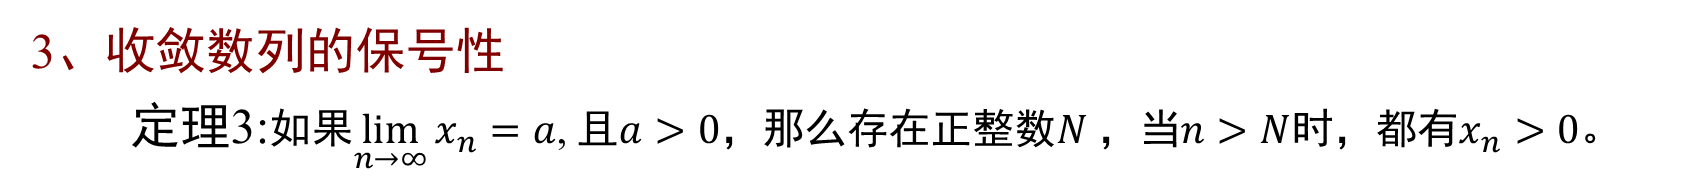 3、收敛数列的保号性
定理3:如果 lim_{n→∞} x_n = a, 且a > 0，那么存在正整数N ，当n > N时，都有x_n > 0。